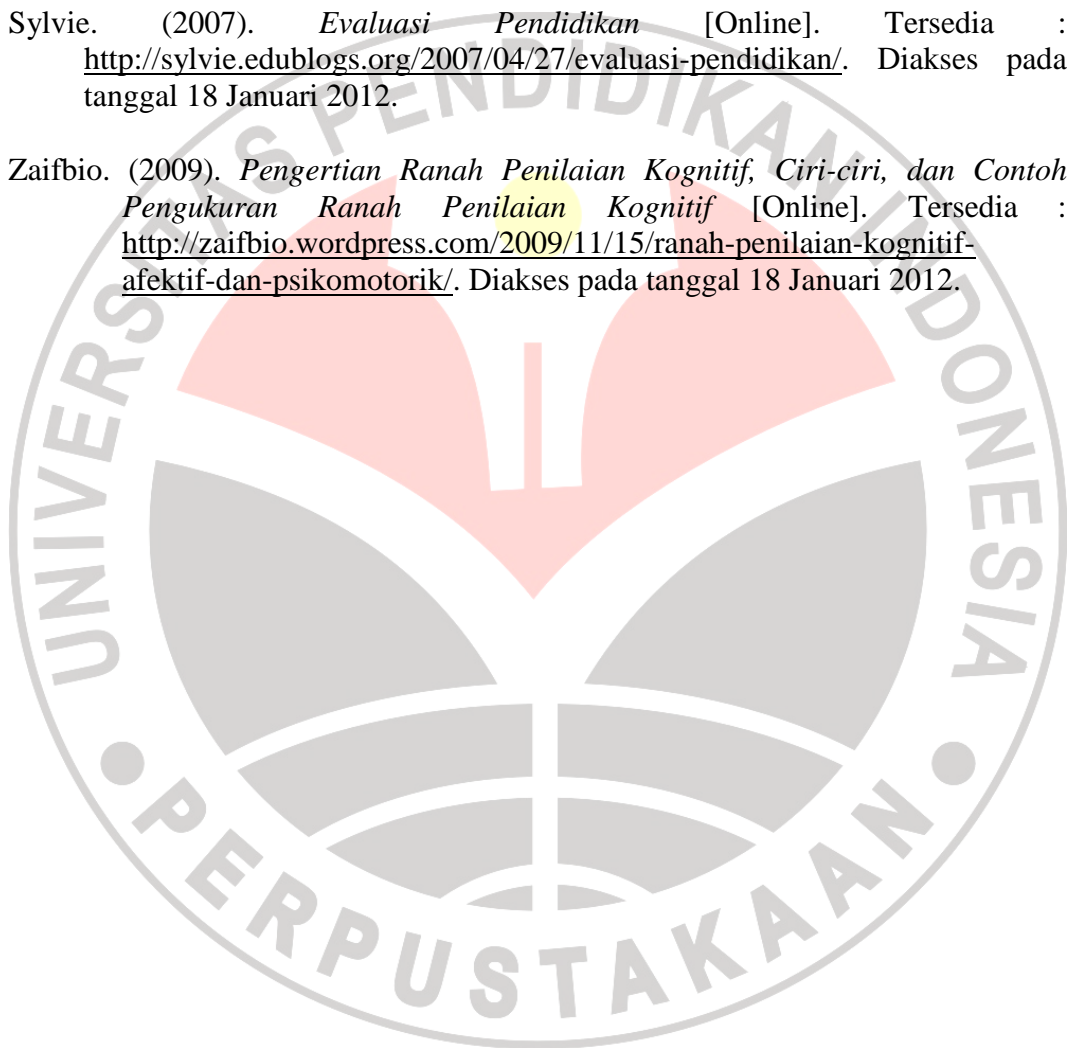 Sylvie. (2007). Evaluasi Pendidikan [Online]. Tersedia :
http://sylvie.edublogs.org/2007/04/27/evaluasi-pendidikan/. Diakses pada
tanggal 18 Januari 2012.
Zaifbio. (2009). Pengertian Ranah Penilaian Kognitif, Ciri-ciri, dan Contoh
Pengukuran Ranah Penilaian Kognitif [Online]. Tersedia :
http://zaifbio.wordpress.com/2009/11/15/ranah-penilaian-kognitif-
afektif-dan-psikomotorik/. Diakses pada tanggal 18 Januari 2012.
UNIVERSITAS PENDIDIKAN INDONESIA
PERPUSTAKAAN